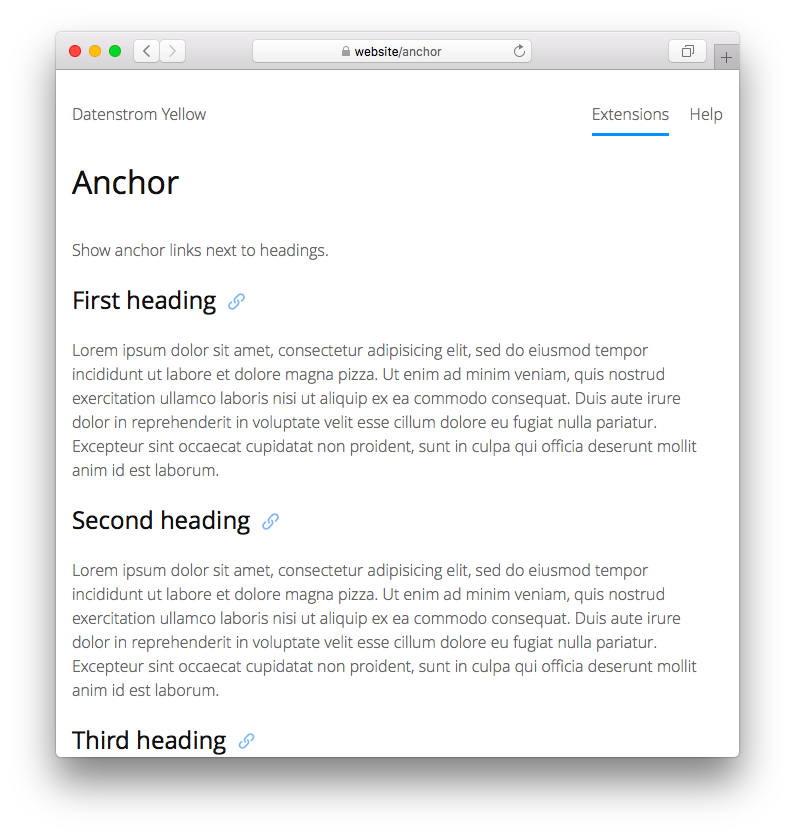 website/anchor
Datenstrom Yellow
Extensions
Help
Anchor
Show anchor links next to headings.
First heading
Lorem ipsum dolor sit amet, consectetur adipisicing elit, sed do eiusmod tempor
incididunt ut labore et dolore magna pizza. Ut enim ad minim veniam, quis nostrud
exercitation ullamco laboris nisi ut aliquip ex ea commodo consequat. Duis aute irure
dolor in reprehenderit in voluptate velit esse cillum dolore eu fugiat nulla pariatur.
Excepteur sint occaecat cupidatat non proident, sunt in culpa qui officia deserunt mollit
anim id est laborum.
Second heading
Lorem ipsum dolor sit amet, consectetur adipisicing elit, sed do eiusmod tempor
incididunt ut labore et dolore magna pizza. Ut enim ad minim veniam, quis nostrud
exercitation ullamco laboris nisi ut aliquip ex ea commodo consequat. Duis aute irure
dolor in reprehenderit in voluptate velit esse cillum dolore eu fugiat nulla pariatur.
Excepteur sint occaecat cupidatat non proident, sunt in culpa qui officia deserunt mollit
anim id est laborum.
Third heading